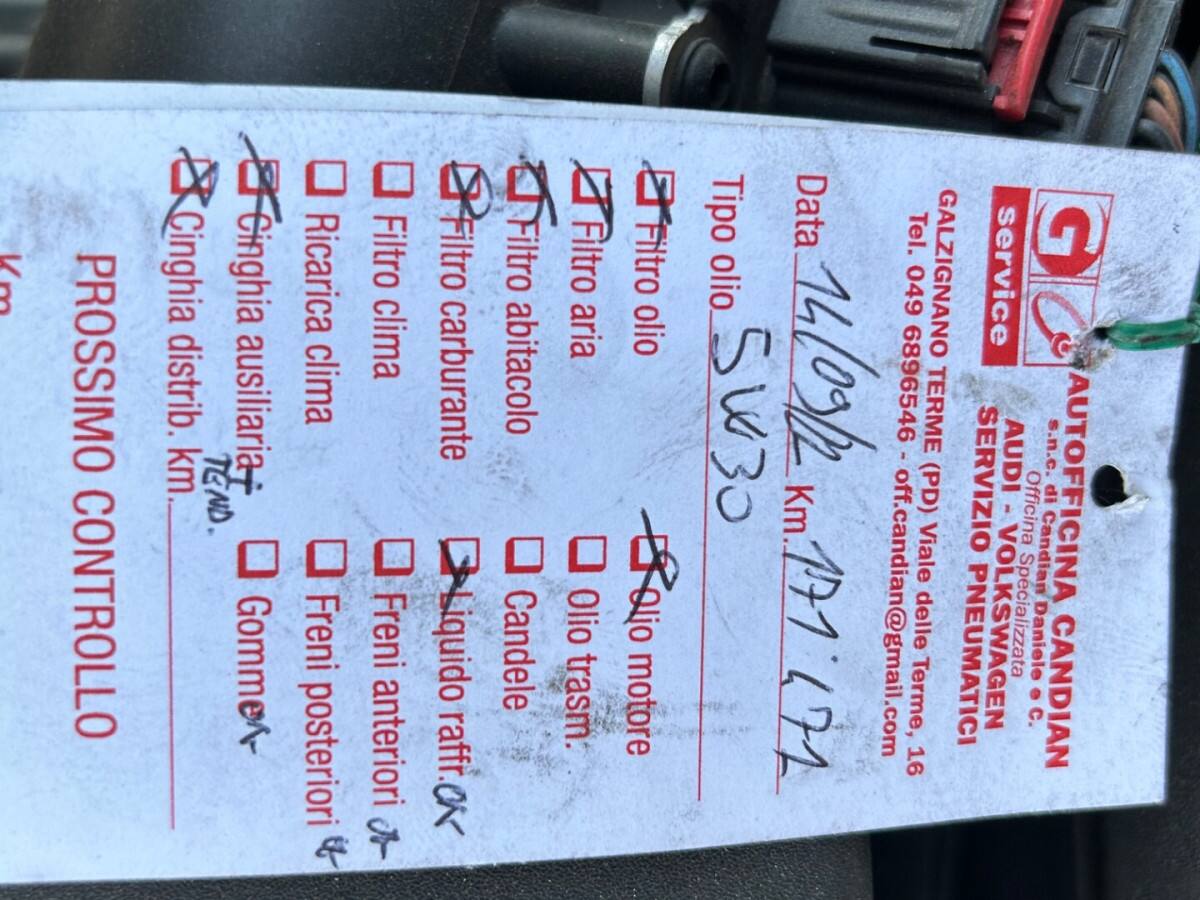 G
service
AUTOFFICINA CANDIAN
s.n.c. di Candian Daniele e C.
Officina Specializzata
AUDI - VOLKSWAGEN
SERVIZIO PNEUMATICI
GALZIGNANO TERME (PD) Viale delle Terme, 16
Tel. 049 6896546 - off.candian@gmail.com
Data 14/09/2 Km. 171.471
Tipo olio 5W30
Filtro olio Olio motore
Filtro aria Olio trasm.
Filtro abitacolo Candele
Filtro carburante Liquido raffr. OK
Filtro clima Freni anteriori OK
Ricarica clima Freni posteriori OK
Cinghia ausiliaria + TEND. Gomme OK
Cinghia distrib. km.
PROSSIMO CONTROLLO
Km